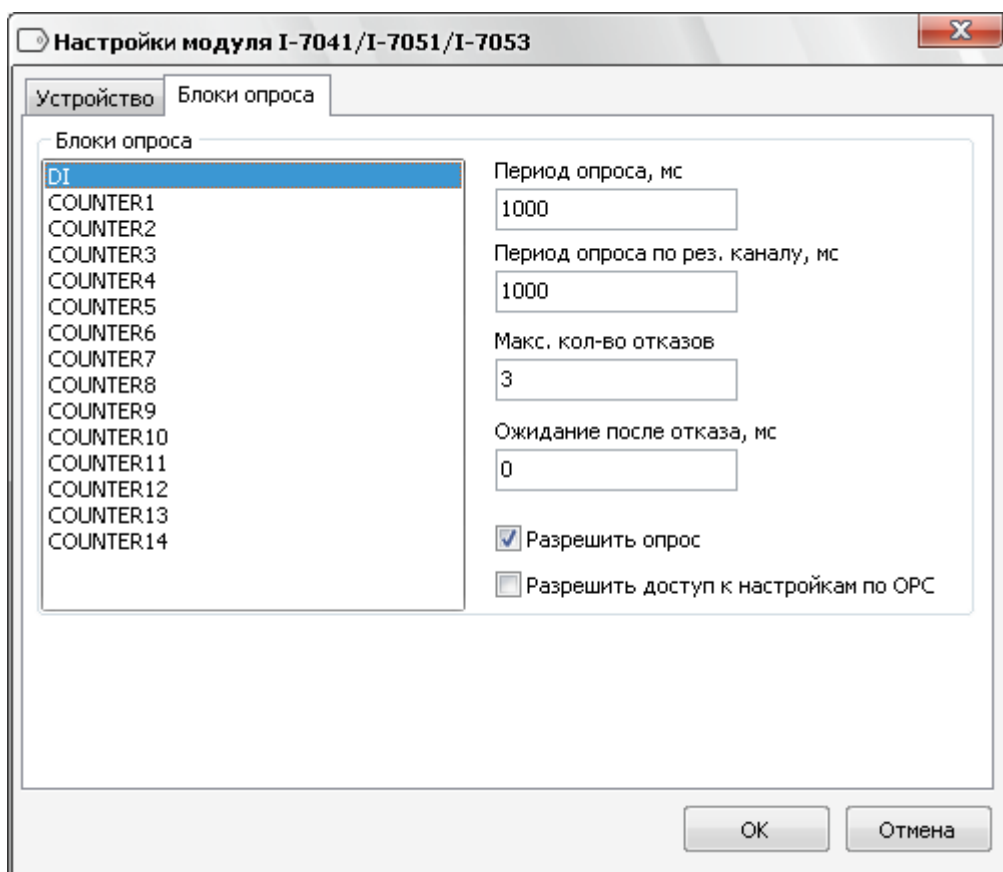 Настройки модуля I-7041/I-7051/I-7053
Устройство
Блоки опроса
Блоки опроса
DI
COUNTER1
COUNTER2
COUNTER3
COUNTER4
COUNTER5
COUNTER6
COUNTER7
COUNTER8
COUNTER9
COUNTER10
COUNTER11
COUNTER12
COUNTER13
COUNTER14
Период опроса, мс
1000
Период опроса по рез. каналу, мс
1000
Макс. кол-во отказов
3
Ожидание после отказа, мс
0
Разрешить опрос
Разрешить доступ к настройкам по OPC
OK
Отмена